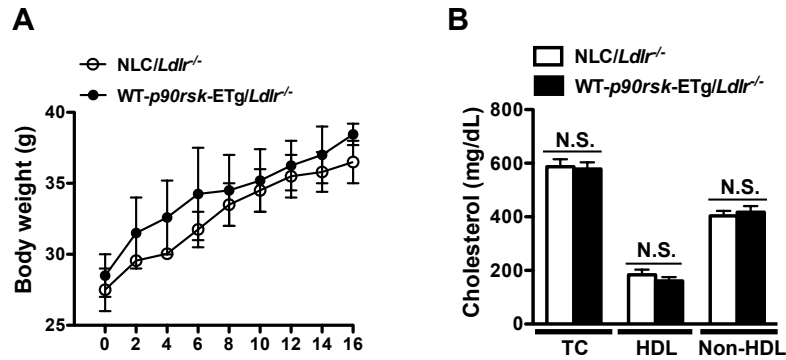 A
NLC/Ldlr-/-
WT-p90rsk-ETg/Ldlr-/-
Body weight (g)
40
35
30
25
0 2 4 6 8 10 12 14 16
B
NLC/Ldlr-/-
WT-p90rsk-ETg/Ldlr-/-
Cholesterol (mg/dL)
800
600
400
200
0
N.S.
N.S.
N.S.
TC HDL Non-HDL